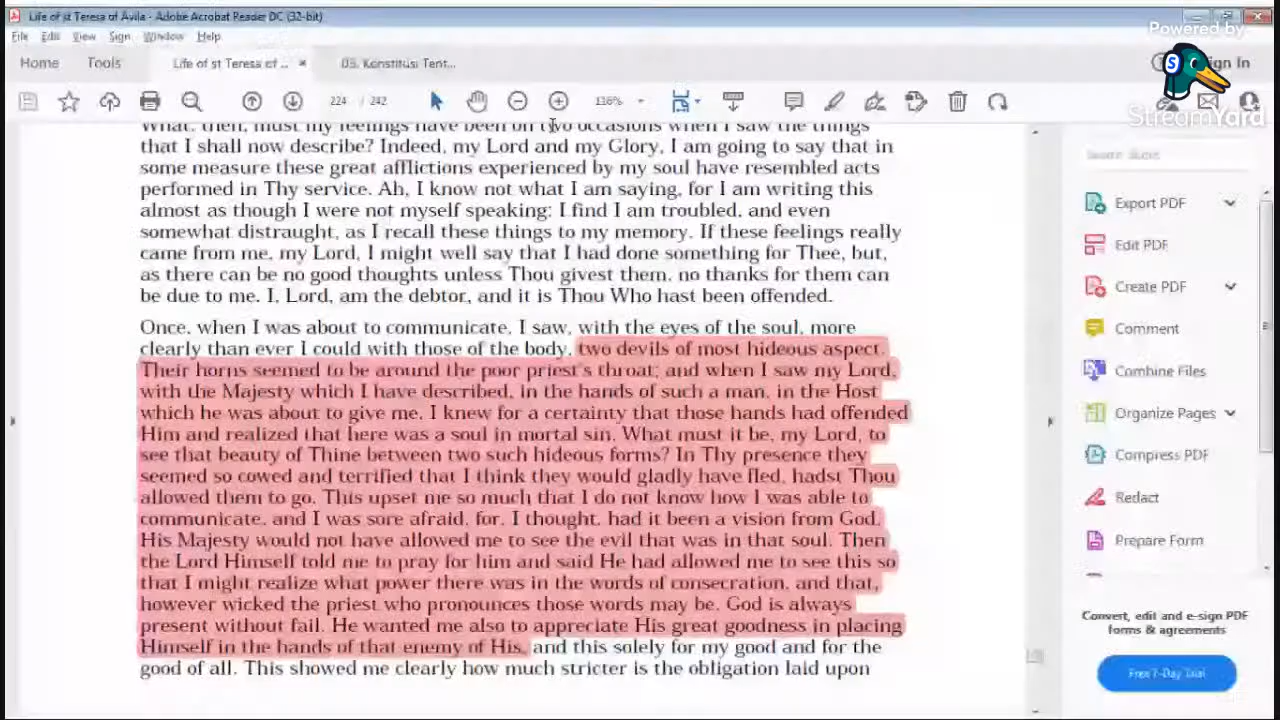 Life of st Teresa of Avila - Adobe Acrobat Reader DC (32-bit)
Powered by
File Edit View Sign Window Help
Home Tools Life of st Teresa of ... × 05. Konstitusi Tent... Sign In
224 / 242 116%
StreamYard
What, then, must my feelings have been on two occasions when I saw the things
that I shall now describe? Indeed, my Lord and my Glory, I am going to say that in
some measure these great afflictions experienced by my soul have resembled acts
performed in Thy service. Ah, I know not what I am saying, for I am writing this
almost as though I were not myself speaking: I find I am troubled, and even
somewhat distraught, as I recall these things to my memory. If these feelings really
came from me, my Lord, I might well say that I had done something for Thee, but,
as there can be no good thoughts unless Thou givest them, no thanks for them can
be due to me. I, Lord, am the debtor, and it is Thou Who hast been offended.
Once, when I was about to communicate, I saw, with the eyes of the soul, more
clearly than ever I could with those of the body, two devils of most hideous aspect.
Their horns seemed to be around the poor priest's throat; and when I saw my Lord,
with the Majesty which I have described, in the hands of such a man, in the Host
which he was about to give me, I knew for a certainty that those hands had offended
Him and realized that here was a soul in mortal sin. What must it be, my Lord, to
see that beauty of Thine between two such hideous forms? In Thy presence they
seemed so cowed and terrified that I think they would gladly have fled, hadst Thou
allowed them to go. This upset me so much that I do not know how I was able to
communicate, and I was sore afraid, for, I thought, had it been a vision from God,
His Majesty would not have allowed me to see the evil that was in that soul. Then
the Lord Himself told me to pray for him and said He had allowed me to see this so
that I might realize what power there was in the words of consecration, and that,
however wicked the priest who pronounces those words may be, God is always
present without fail. He wanted me also to appreciate His great goodness in placing
Himself in the hands of that enemy of His, and this solely for my good and for the
good of all. This showed me clearly how much stricter is the obligation laid upon
Export PDF
Edit PDF
Create PDF
Comment
Combine Files
Organize Pages
Compress PDF
Redact
Prepare Form
Convert, edit and e-sign PDF
forms & agreements
Free 7-Day Trial